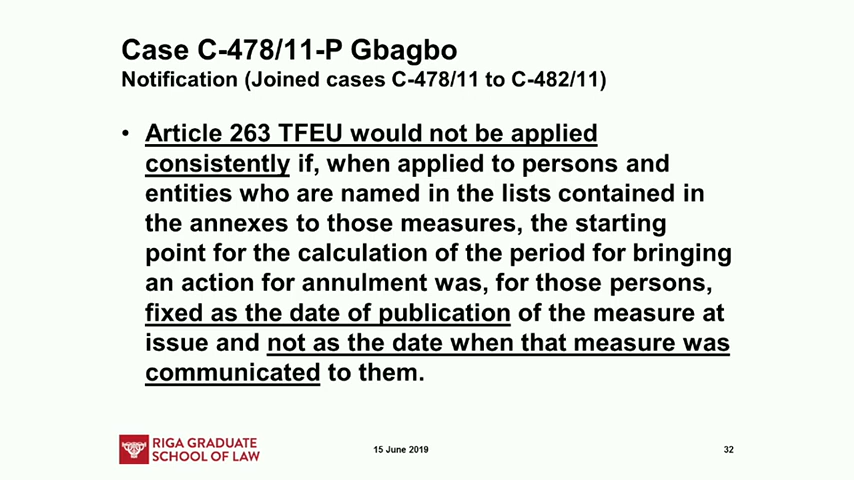 Case C-478/11-P Gbagbo
Notification (Joined cases C-478/11 to C-482/11)
• Article 263 TFEU would not be applied
consistently if, when applied to persons and
entities who are named in the lists contained in
the annexes to those measures, the starting
point for the calculation of the period for bringing
an action for annulment was, for those persons,
fixed as the date of publication of the measure at
issue and not as the date when that measure was
communicated to them.
RIGA GRADUATE
SCHOOL OF LAW
15 June 2019
32